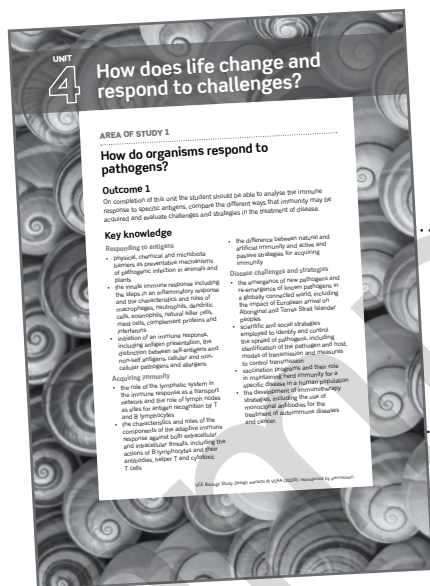 UNIT
4
How does life change and
respond to challenges?
AREA OF STUDY 1
How do organisms respond to
pathogens?
Outcome 1
On completion of this unit the student should be able to analyse the immune
response to specific antigens, compare the different ways that immunity may be
acquired and evaluate challenges and strategies in the treatment of disease.
Key knowledge
Responding to antigens
• physical, chemical and microbiota
barriers as preventative mechanisms
of pathogenic infection in animals and
plants
• the innate immune response including
the steps in an inflammatory response
and the characteristics and roles of
macrophages, neutrophils, dendritic
cells, eosinophils, natural killer cells,
mast cells, complement proteins and
interferons
• initiation of an immune response,
including antigen presentation, the
distinction between self-antigens and
non-self antigens, cellular and non-
cellular pathogens and allergens
Acquiring immunity
• the role of the lymphatic system in
the immune response as a transport
network and the role of lymph nodes
as sites for antigen recognition by T
and B lymphocytes
• the characteristics and roles of the
components of the adaptive immune
response against both extracellular
and intracellular threats, including the
actions of B lymphocytes and their
antibodies, helper T and cytotoxic
T cells
• the difference between natural and
artificial immunity and active and
passive strategies for acquiring
immunity
Disease challenges and strategies
• the emergence of new pathogens and
re-emergence of known pathogens in
a globally connected world, including
the impact of European arrival on
Aboriginal and Torres Strait Islander
peoples
• scientific and social strategies
employed to identify and control
the spread of pathogens, including
identification of the pathogen and host,
modes of transmission and measures
to control transmission
• vaccination programs and their role
in maintaining herd immunity for a
specific disease in a human population
• the development of immunotherapy
strategies, including the use of
monoclonal antibodies for the
treatment of autoimmune diseases
and cancer.
VCE Biology Study Design extracts © VCAA (2020); reproduced by permission.